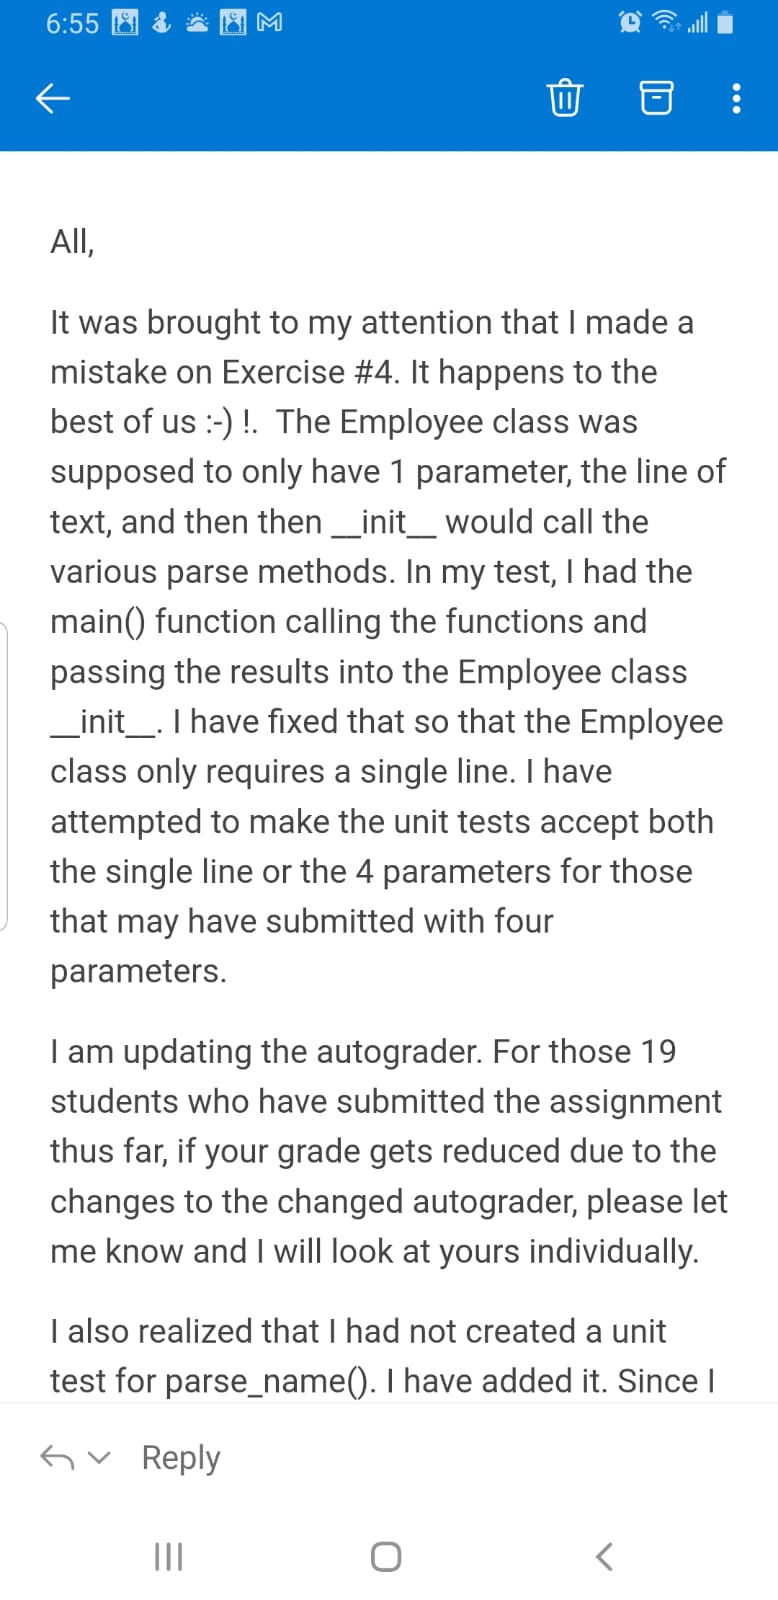 6:55
All,
It was brought to my attention that I made a
mistake on Exercise #4. It happens to the
best of us :-) !.  The Employee class was
supposed to only have 1 parameter, the line of
text, and then then __init__ would call the
various parse methods. In my test, I had the
main() function calling the functions and
passing the results into the Employee class
__init__. I have fixed that so that the Employee
class only requires a single line. I have
attempted to make the unit tests accept both
the single line or the 4 parameters for those
that may have submitted with four
parameters.
I am updating the autograder. For those 19
students who have submitted the assignment
thus far, if your grade gets reduced due to the
changes to the changed autograder, please let
me know and I will look at yours individually.
I also realized that I had not created a unit
test for parse_name(). I have added it. Since I
Reply